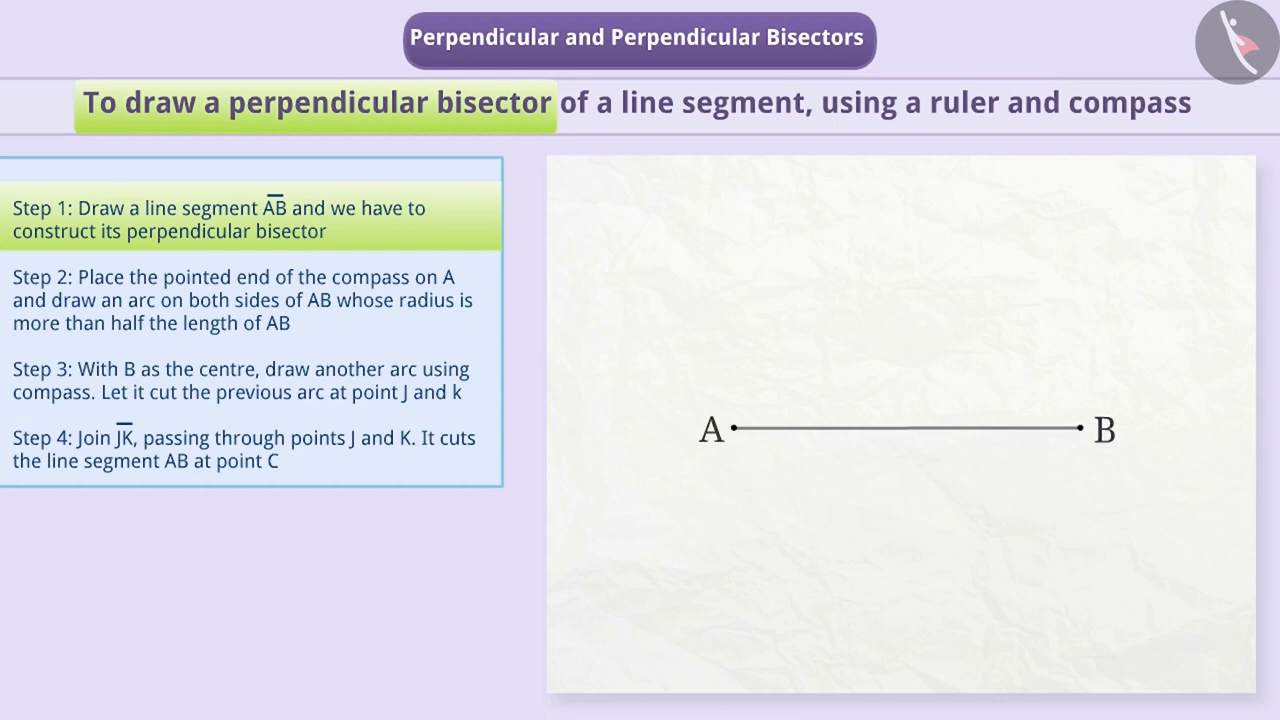 Perpendicular and Perpendicular Bisectors
To draw a perpendicular bisector of a line segment, using a ruler and compass
Step 1: Draw a line segment A̅B̅ and we have to
construct its perpendicular bisector
Step 2: Place the pointed end of the compass on A
and draw an arc on both sides of AB whose radius is
more than half the length of AB
Step 3: With B as the centre, draw another arc using
compass. Let it cut the previous arc at point J and k
Step 4: Join J̅K̅, passing through points J and K. It cuts
the line segment AB at point C
A B